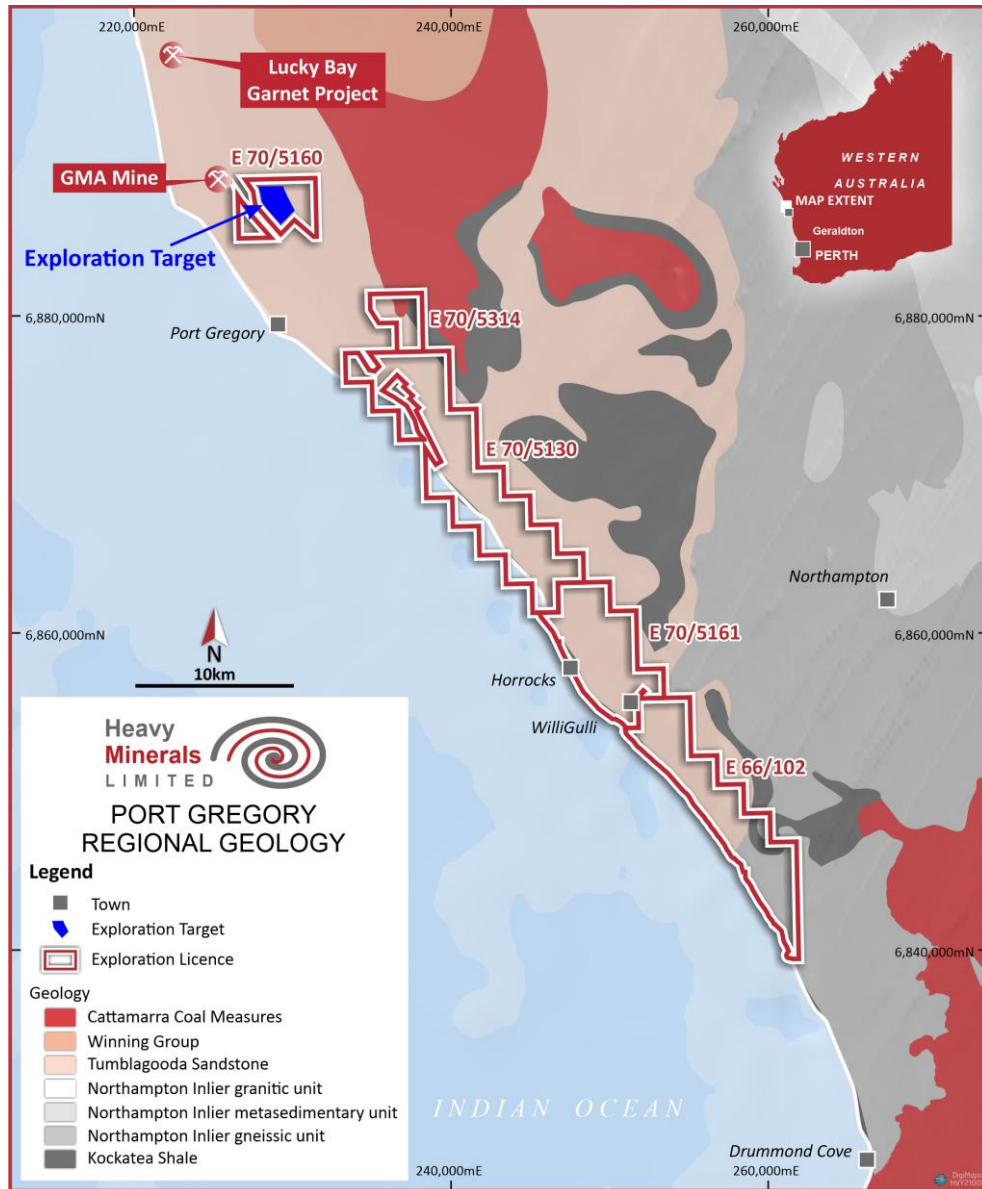 220,000mE
240,000mE
260,000mE
Lucky Bay
Garnet Project
E 70/5160
GMA Mine
Exploration Target
WESTERN
AUSTRALIA
MAP EXTENT
Geraldton
PERTH
6,880,000mN
6,880,000mN
Port Gregory
E 70/5314
E 70/5130
Northampton
6,860,000mN
6,860,000mN
E 70/5161
N
10km
Horrocks
WilliGulli
E 66/102
Heavy
Minerals
LIMITED
PORT GREGORY
REGIONAL GEOLOGY
Legend
Town
Exploration Target
Exploration Licence
Geology
Cattamarra Coal Measures
Winning Group
Tumblagooda Sandstone
Northampton Inlier granitic unit
Northampton Inlier metasedimentary unit
Northampton Inlier gneissic unit
Kockatea Shale
6,840,000mN
INDIAN OCEAN
Drummond Cove
240,000mE
260,000mE
DigiMaps